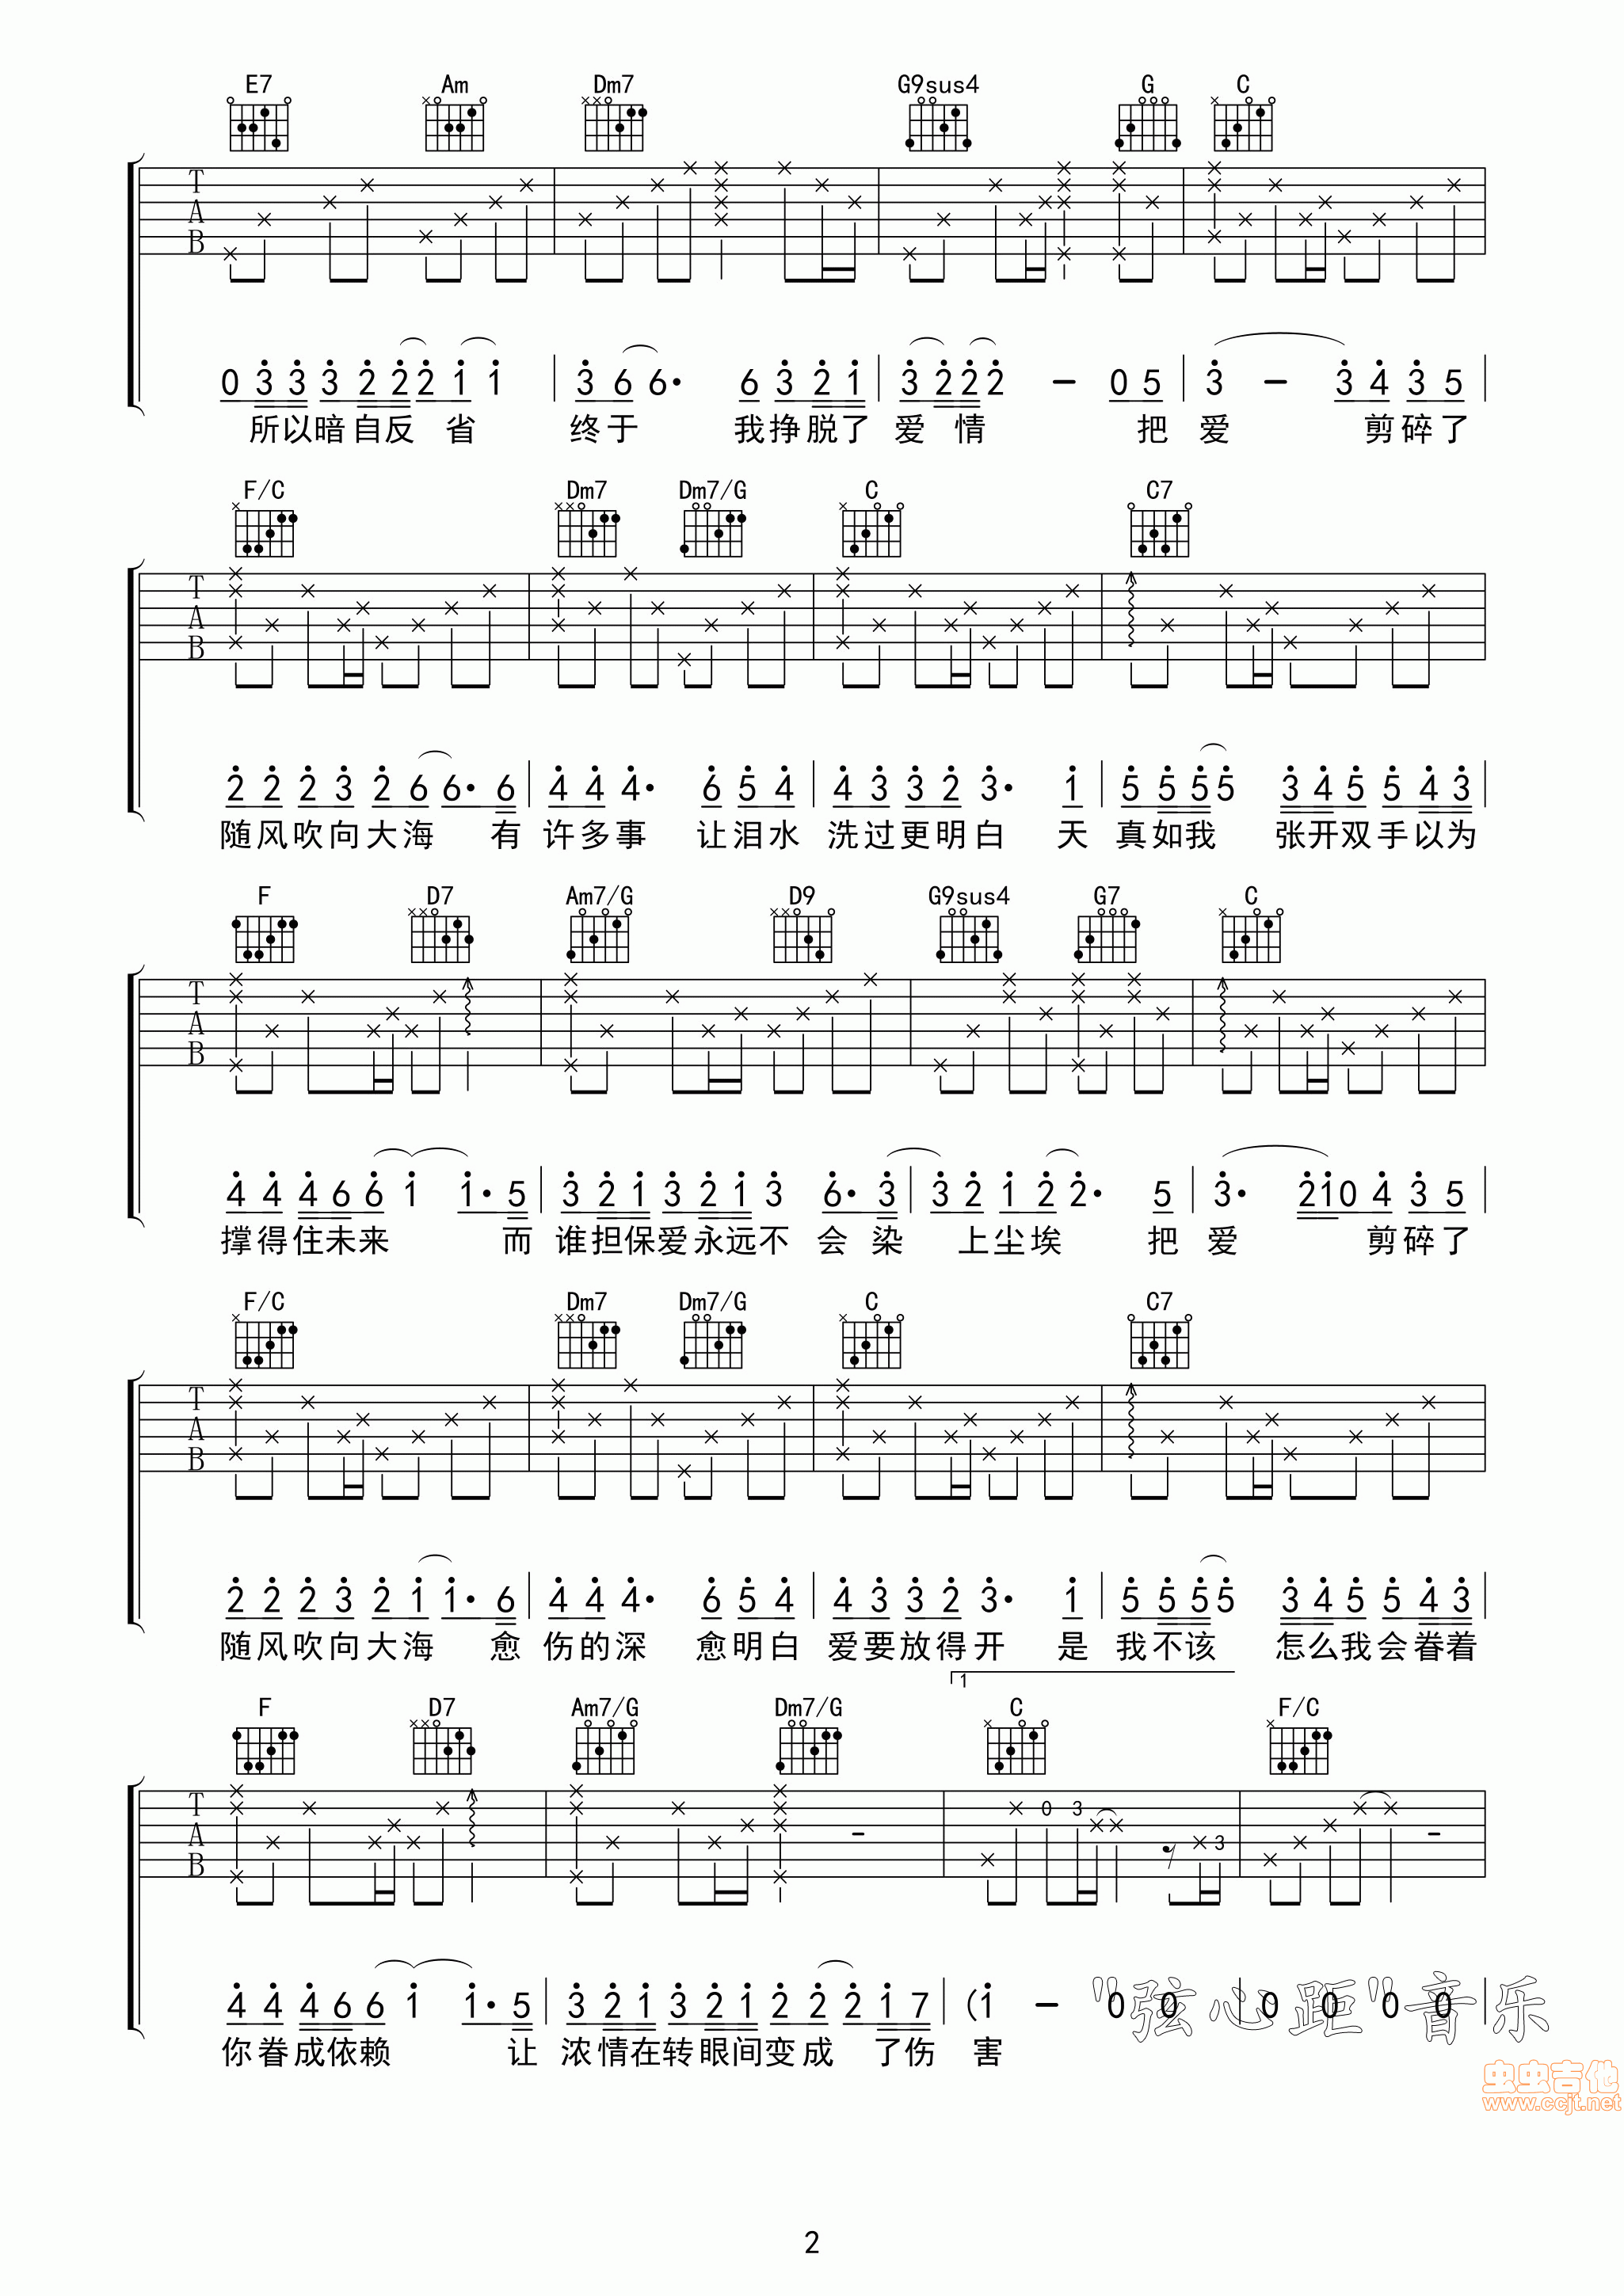 E7 Am Dm7 G9sus4 G C
T
A
B
0 3 3 3 2 2 2 1 1 | 3 6 6· 6 3 2 1 | 3 2 2 2 – 0 5 | 3 – 3 4 3 5 |
所以暗自反 省 终于 我挣脱了 爱 情 把 爱 剪碎了
F/C Dm7 Dm7/G C C7
T
A
B
2 2 2 3 2 6 6· 6 | 4 4 4· 6 5 4 | 4 3 3 2 3· 1 | 5 5 5 5 3 4 5 5 4 3 |
随风吹向大海 有 许多事 让泪水 洗过更明白 天 真如我 张开双手以为
F D7 Am7/G D9 G9sus4 G7 C
T
A
B
4 4 4 6 6 1 1· 5 | 3 2 1 3 2 1 3 6· 3 | 3 2 1 2 2· 5 | 3· 2 1 0 4 3 5 |
撑得住未来 而 谁担保爱永远不 会 染 上尘埃 把 爱 剪碎了
F/C Dm7 Dm7/G C C7
T
A
B
2 2 2 3 2 1 1· 6 | 4 4 4· 6 5 4 | 4 3 3 2 3· 1 | 5 5 5 5 3 4 5 5 4 3 |
随风吹向大海 愈 伤的深 愈明白 爱要放得开 是 我不该 怎么我会眷着
1
F D7 Am7/G Dm7/G C F/C
T
A
B
0 3 3
4 4 4 6 6 1 1· 5 | 3 2 1 3 2 1 2 2 2 1 7 | (1 – 0 0 | 0 0 0 0 |
"弦心距"音乐
你眷成依赖 让 浓情在转眼间变成 了伤 害
虫虫吉他
www.ccjt.net
2